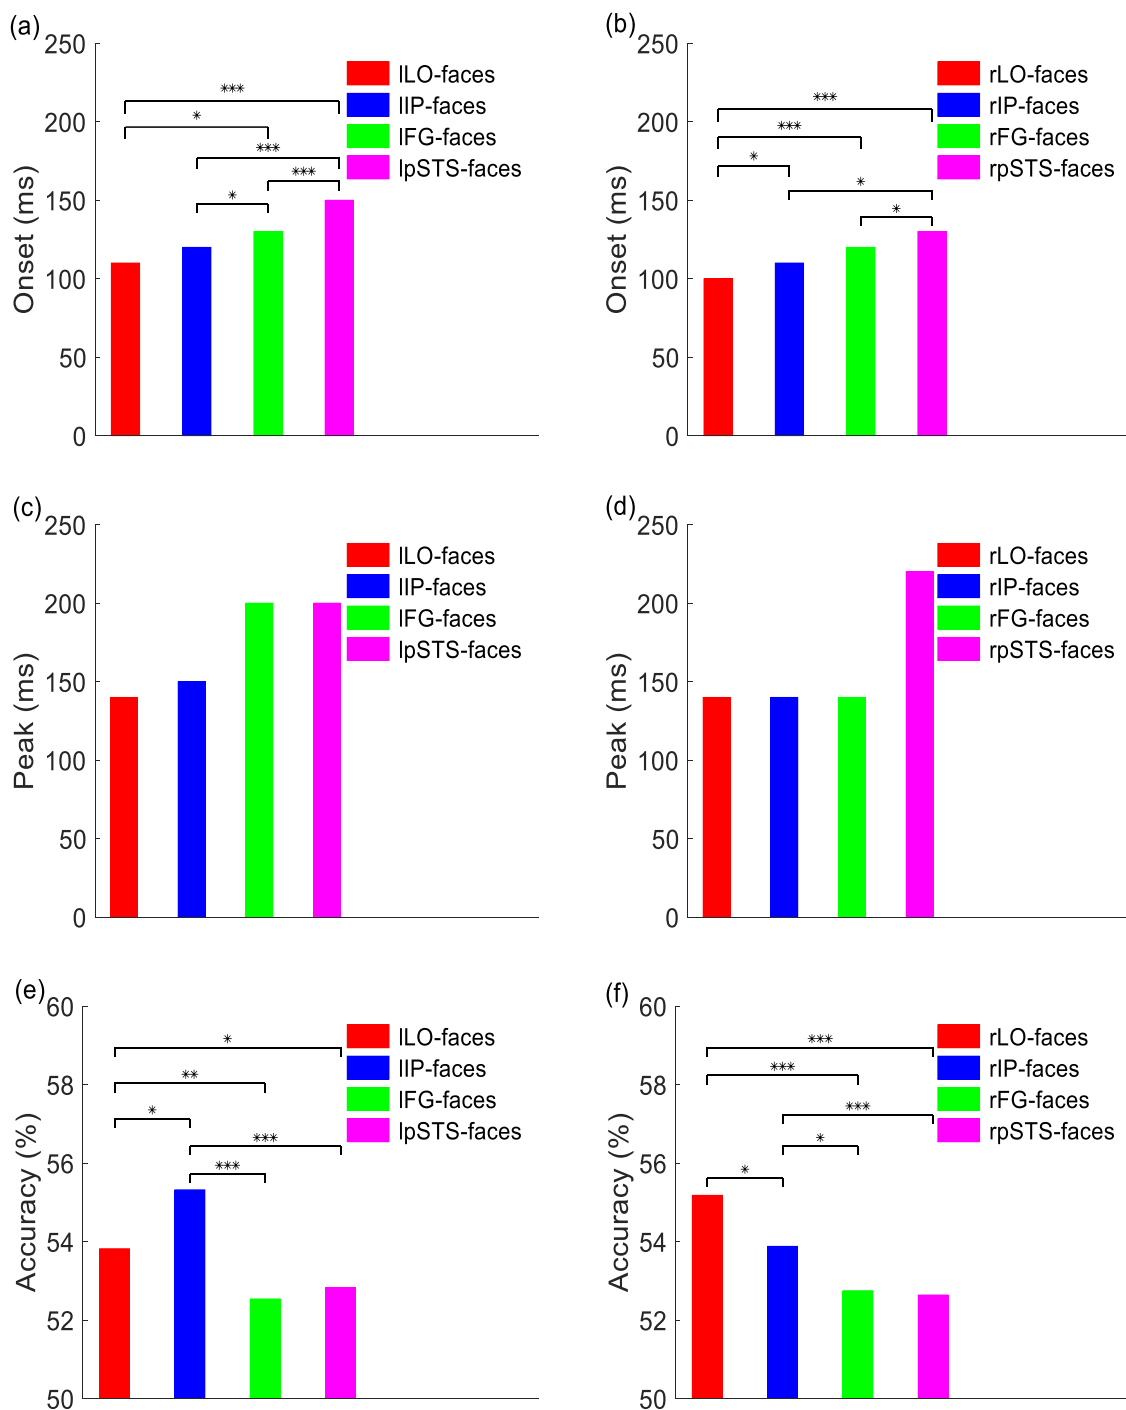 (a)
250
200
150
100
50
0
Onset (ms)
lLO-faces
lIP-faces
lFG-faces
lpSTS-faces
***
*
***
***
*
(b)
250
200
150
100
50
0
Onset (ms)
rLO-faces
rIP-faces
rFG-faces
rpSTS-faces
***
***
*
*
*
(c)
250
200
150
100
50
0
Peak (ms)
lLO-faces
lIP-faces
lFG-faces
lpSTS-faces
(d)
250
200
150
100
50
0
Peak (ms)
rLO-faces
rIP-faces
rFG-faces
rpSTS-faces
(e)
60
58
56
54
52
50
Accuracy (%)
lLO-faces
lIP-faces
lFG-faces
lpSTS-faces
*
**
*
***
***
(f)
60
58
56
54
52
50
Accuracy (%)
rLO-faces
rIP-faces
rFG-faces
rpSTS-faces
***
***
***
*
*